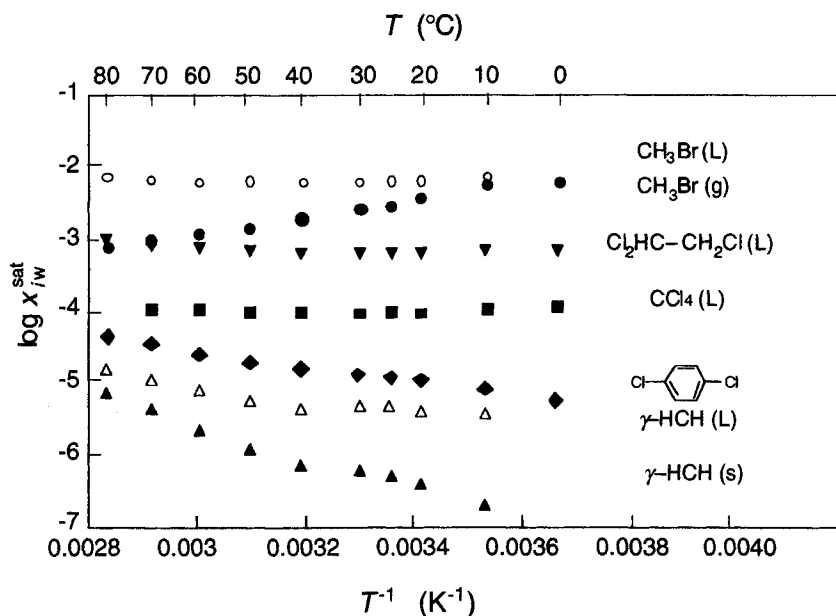 T (°C)
80 70 60 50 40 30 20 10 0
-1
-2
-3
-4
-5
-6
-7
log x_iw^sat
CH₃Br (L)
CH₃Br (g)
Cl₂HC–CH₂Cl (L)
CCl₄ (L)
Cl Cl
γ–HCH (L)
γ–HCH (s)
0.0028 0.003 0.0032 0.0034 0.0036 0.0038 0.0040
T⁻¹ (K⁻¹)